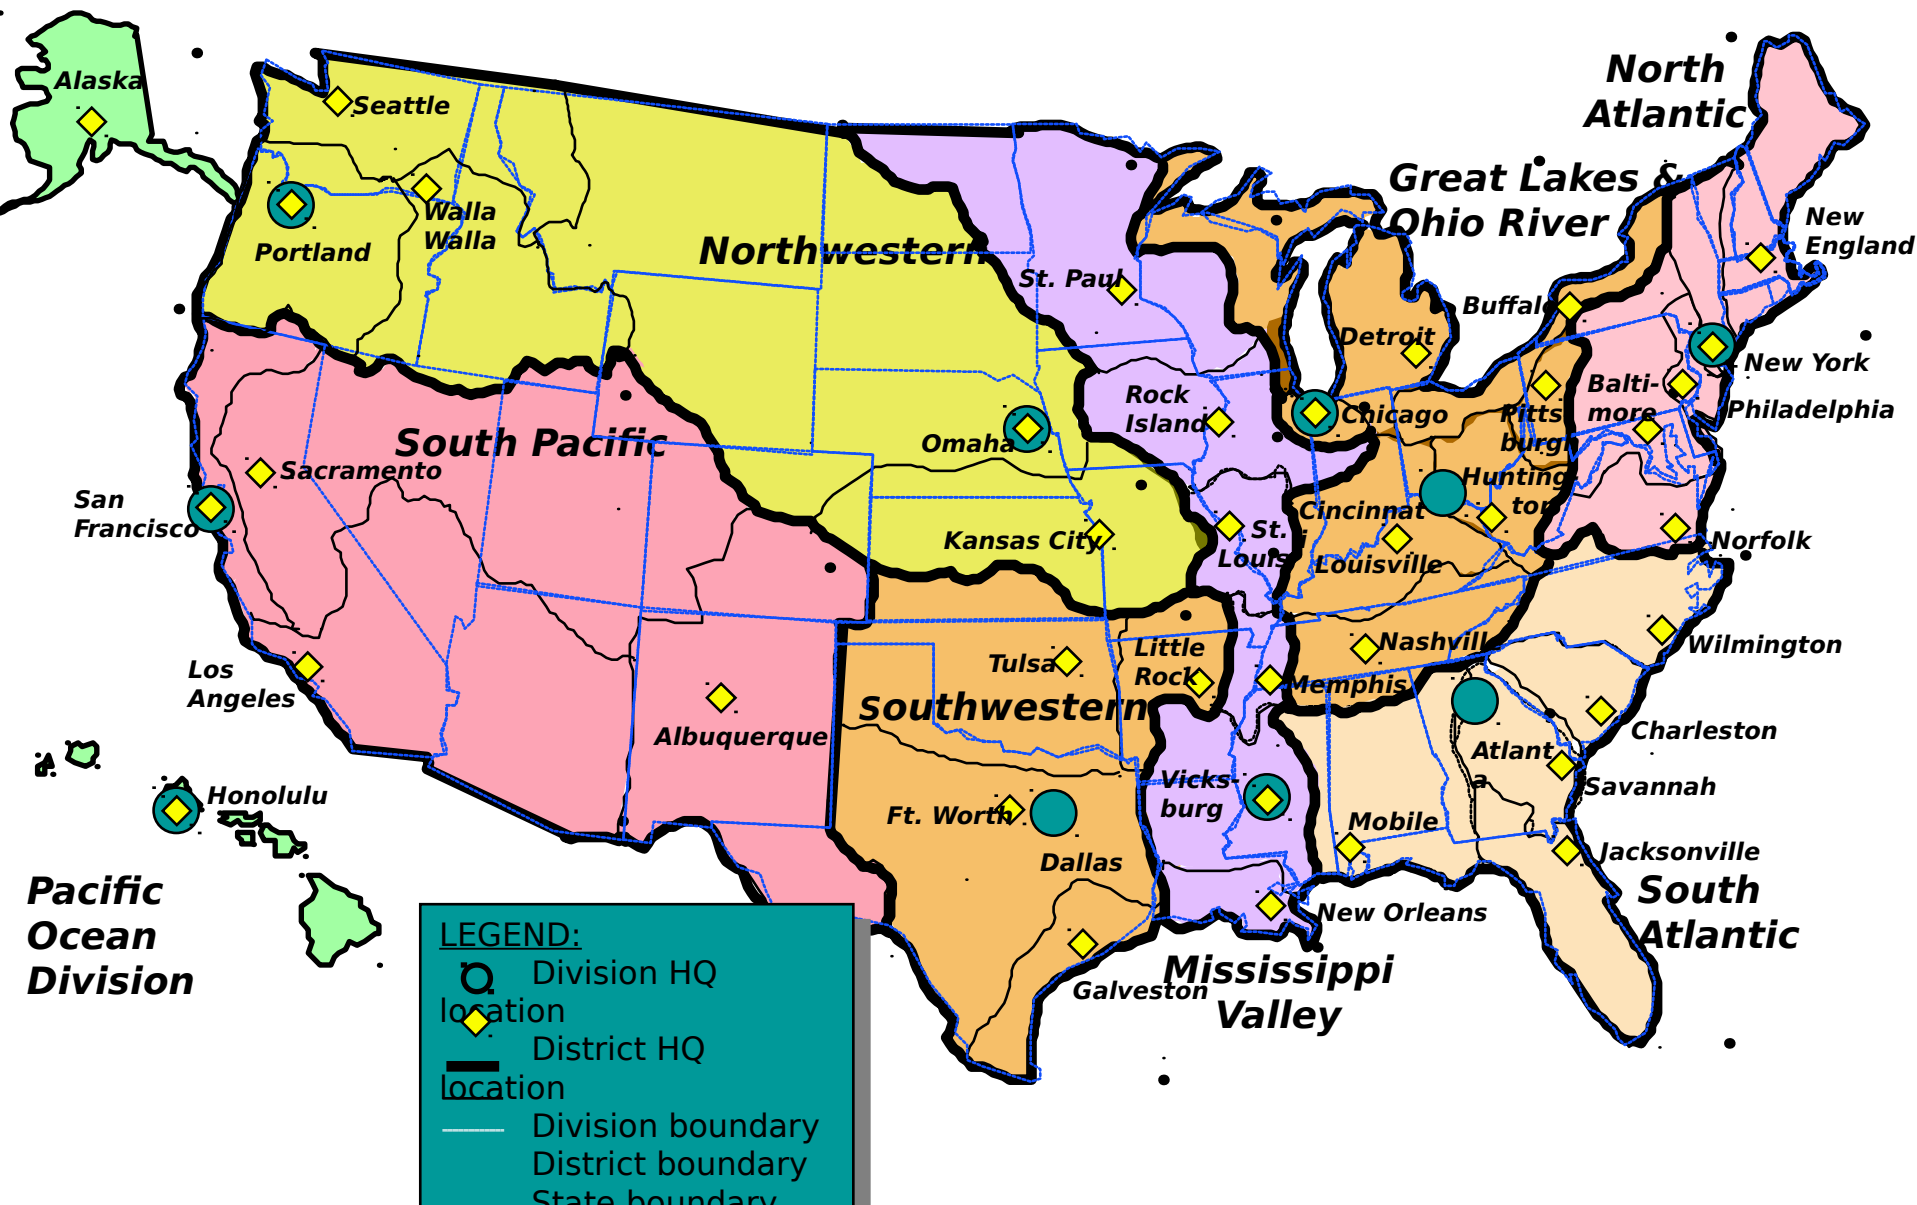 Alaska
Seattle
Walla
Walla
Portland
Northwestern
North
Atlantic
Great Lakes &
Ohio River
New
England
St. Paul
Buffalo
Detroit
New York
Balti-
more
Philadelphia
Rock
Island
Chicago
Pitts-
burgh
Omaha
South Pacific
Sacramento
San
Francisco
Hunting-
ton
Cincinnat
i
Kansas City
St.
Louis
Louisville
Norfolk
Los
Angeles
Tulsa
Little
Rock
Nashville
Wilmington
Memphis
Southwestern
Albuquerque
Charleston
Atlant
a
Savannah
Vicks-
burg
Honolulu
Ft. Worth
Mobile
Dallas
Jacksonville
Pacific
Ocean
Division
South
Atlantic
New Orleans
Mississippi
Valley
Galveston
LEGEND:
Division HQ
location
District HQ
location
Division boundary
District boundary
State boundary